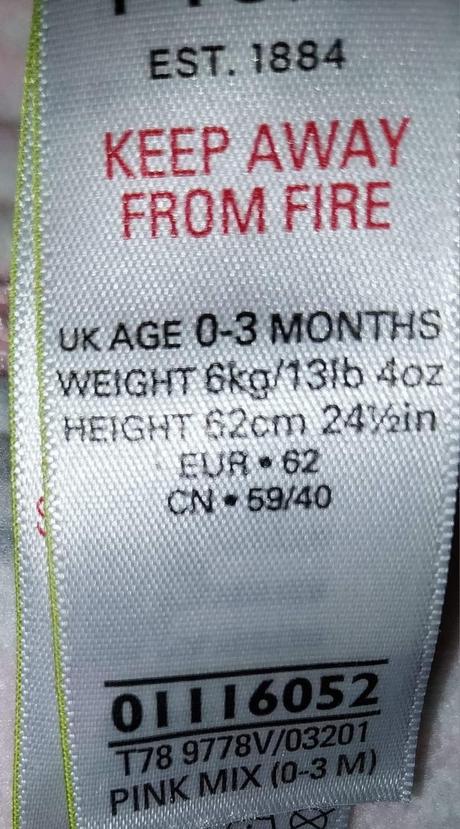 EST. 1884
KEEP AWAY
FROM FIRE
UK AGE 0-3 MONTHS
WEIGHT 6kg/13lb 4oz
HEIGHT 62cm 24½in
EUR • 62
CN • 59/40
01116052
T78 9778V/03201
PINK MIX (0-3 M)